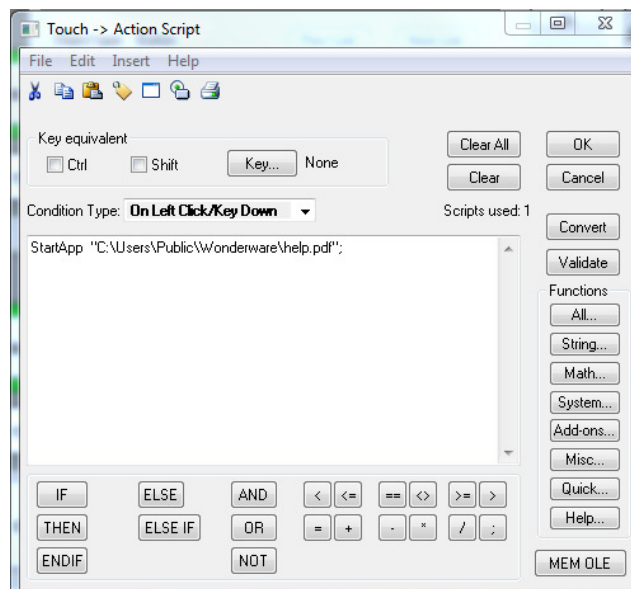 Touch -> Action Script
File Edit Insert Help
Key equivalent
Ctrl Shift Key... None
Clear All OK
Clear Cancel
Condition Type: On Left Click/Key Down Scripts used: 1
Convert
StartApp "C:\Users\Public\Wonderware\help.pdf";
Validate
Functions
All...
String...
Math...
System...
Add-ons...
Misc...
Quick...
Help...
IF ELSE AND < <= == <> >= >
THEN ELSE IF OR = + - * / ;
ENDIF NOT
MEM OLE